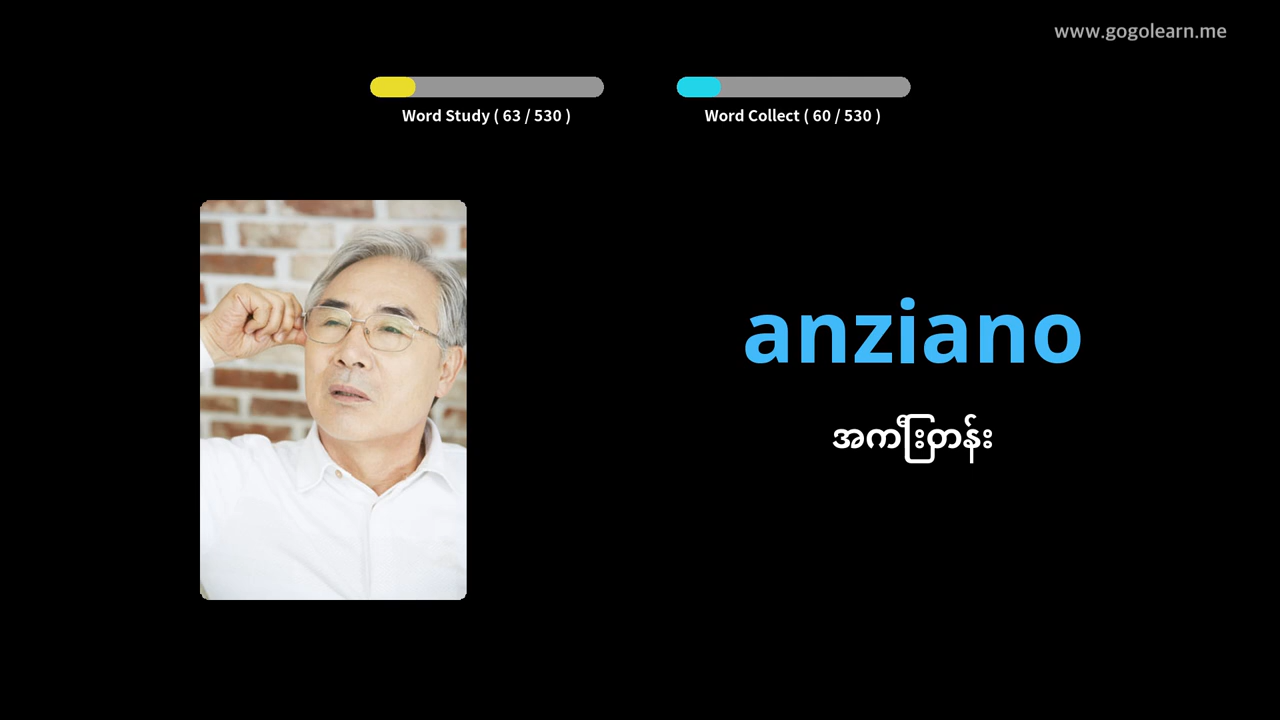 www.gogolearn.me
Word Study ( 63 / 530 )
Word Collect ( 60 / 530 )
anziano
အကြီးတန်း